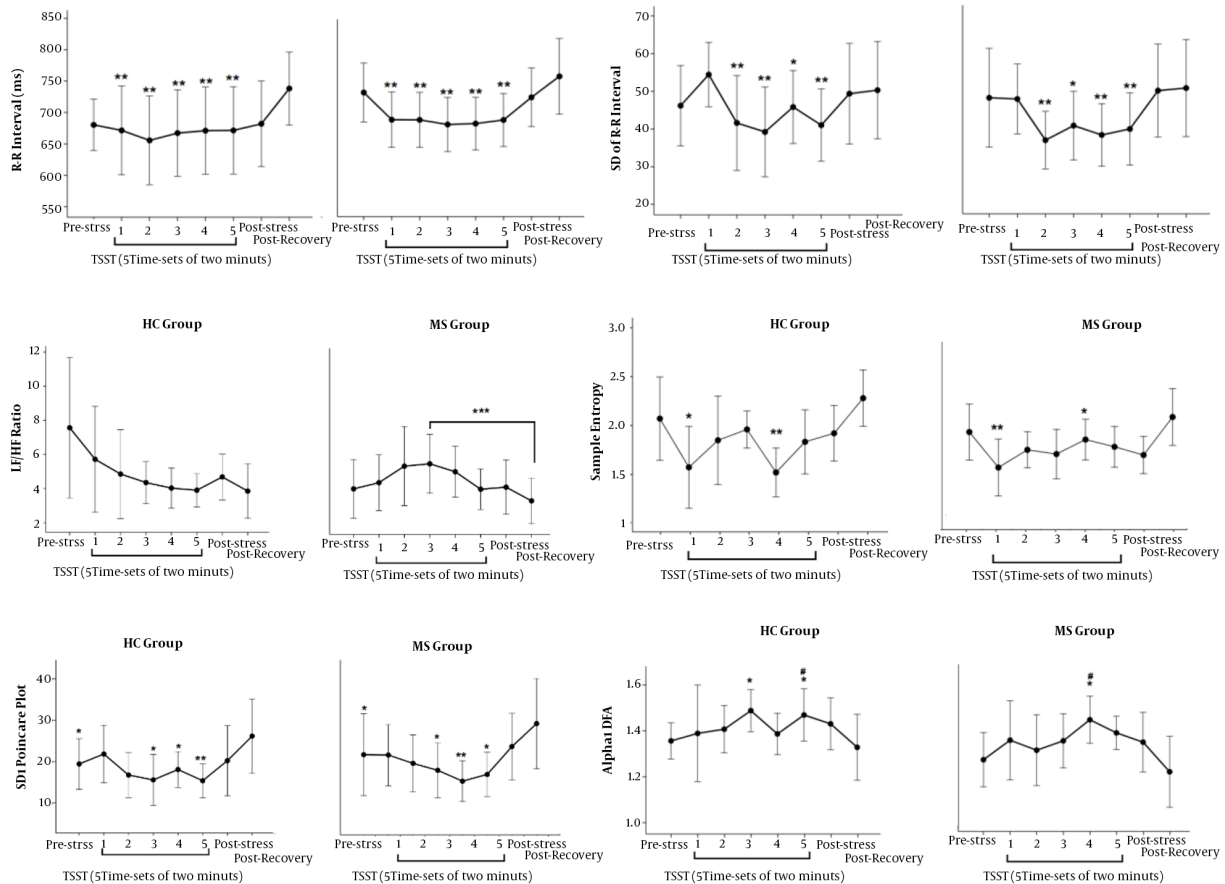 850
800
750
700
650
600
550
R-R Interval (ms)
** ** ** ** **
Pre-strss 1 2 3 4 5 Post-stress
Post-Recovery
TSST (5Time-sets of two minuts)
** ** ** ** **
Pre-strss 1 2 3 4 5 Post-stress
Post-Recovery
TSST (5Time-sets of two minuts)
70
60
50
40
30
20
SD of R-R Interval
** ** * **
Pre-strss 1 2 3 4 5 Post-stress
TSST (5Time-sets of two minuts)
** * ** **
Pre-strss 1 2 3 4 5 Post-stress
Post-Recovery
TSST (5Time-sets of two minuts)
HC Group
12
10
8
6
4
2
LF/HF Ratio
Pre-strss 1 2 3 4 5 Post-stress
Post-Recovery
TSST (5Time-sets of two minuts)
MS Group
***
Pre-strss 1 2 3 4 5 Post-stress
Post-Recovery
TSST (5Time-sets of two minuts)
HC Group
3.0
2.5
2.0
1.5
1
Sample Entropy
* **
Pre-strss 1 2 3 4 5 Post-stress
Post-Recovery
TSST (5Time-sets of two minuts)
MS Group
** *
Pre-strss 1 2 3 4 5 Post-stress
Post-Recovery
TSST (5Time-sets of two minuts)
HC Group
40
30
20
10
SD1 Poincare Plot
* * * **
Pre-strss 1 2 3 4 5 Post-stress
Post-Recovery
TSST (5Time-sets of two minuts)
MS Group
* * ** *
Pre-strss 1 2 3 4 5 Post-stress
Post-Recovery
TSST (5Time-sets of two minuts)
HC Group
1.6
1.4
1.2
1.0
Alpha1 DFA
#
* *
Pre-strss 1 2 3 4 5 Post-stress
Post-Recovery
TSST (5Time-sets of two minuts)
MS Group
#
*
Pre-strss 1 2 3 4 5 Post-stress
Post-Recovery
TSST (5Time-sets of two minuts)